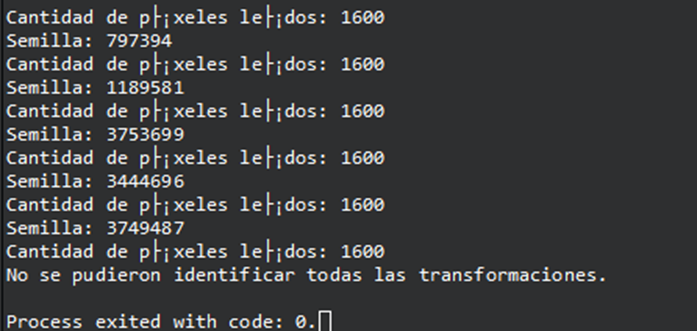 Cantidad de p├¡xeles le├¡dos: 1600
Semilla: 797394
Cantidad de p├¡xeles le├¡dos: 1600
Semilla: 1189581
Cantidad de p├¡xeles le├¡dos: 1600
Semilla: 3753699
Cantidad de p├¡xeles le├¡dos: 1600
Semilla: 3444696
Cantidad de p├¡xeles le├¡dos: 1600
Semilla: 3749487
Cantidad de p├¡xeles le├¡dos: 1600
No se pudieron identificar todas las transformaciones.
Process exited with code: 0.